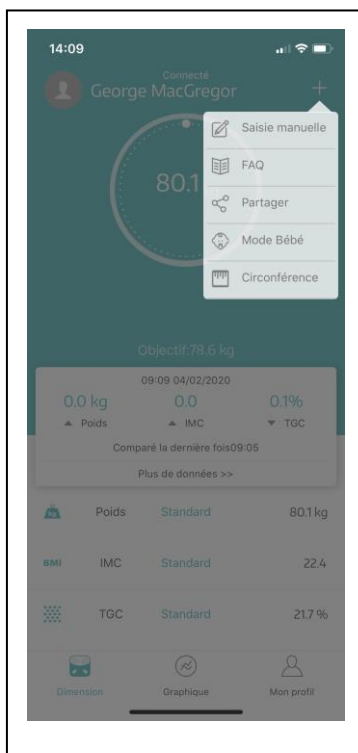 14:09
Connecté
George MacGregor
+
Saisie manuelle
FAQ
Partager
Mode Bébé
Circonférence
80.1
Objectif:78.6 kg
09:09 04/02/2020
0.0 kg 0.0 0.1%
Poids IMC TGC
Comparé la dernière fois09:05
Plus de données >>
Poids Standard 80.1 kg
BMI IMC Standard 22.4
TGC Standard 21.7 %
Dimension Graphique Mon profil